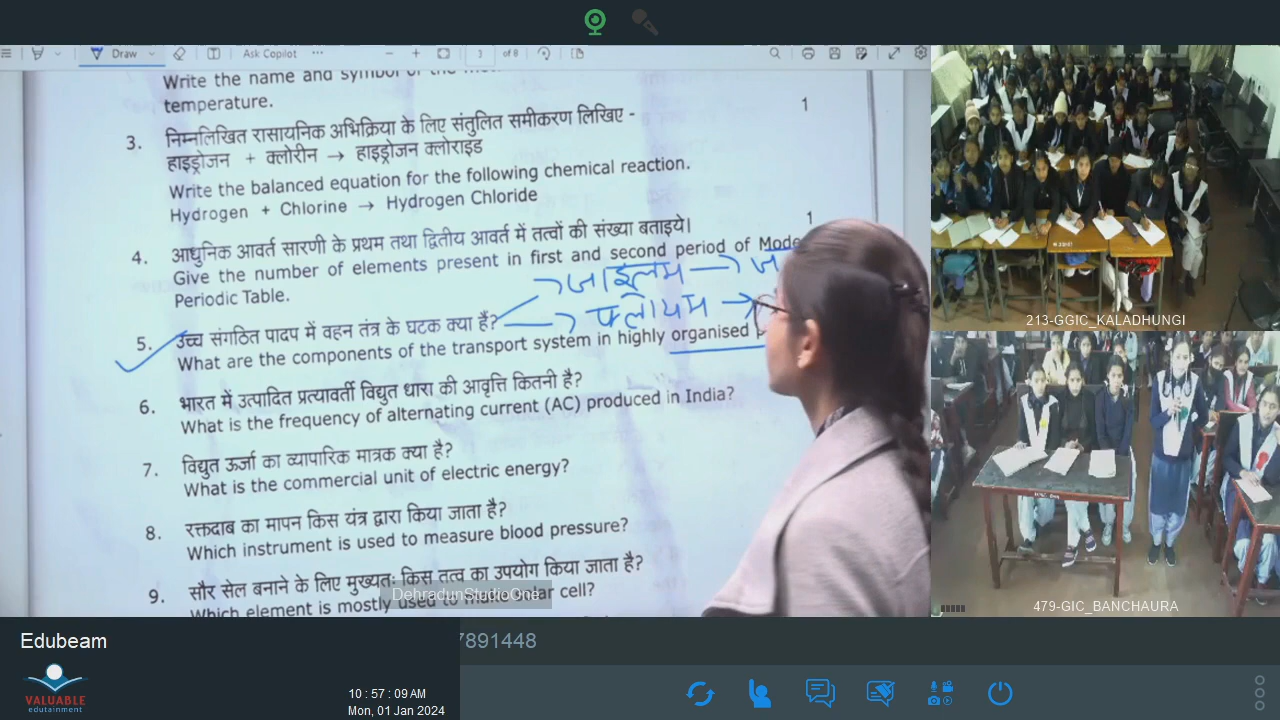 Draw
Ask Copilot
3 of 8
Write the name and symbol of the
temperature.
3. निम्नलिखित रासायनिक अभिक्रिया के लिए संतुलित समीकरण लिखिए - 1
हाइड्रोजन + क्लोरीन → हाइड्रोजन क्लोराइड
Write the balanced equation for the following chemical reaction.
Hydrogen + Chlorine → Hydrogen Chloride
4. आधुनिक आवर्त सारणी के प्रथम तथा द्वितीय आवर्त में तत्वों की संख्या बताइये। 1
Give the number of elements present in first and second period of
Periodic Table.
→ जाइलम →
5. उच्च संगठित पादप में वहन तंत्र के घटक क्या हैं? → फ्लोयम →
What are the components of the transport system in highly organised
6. भारत में उत्पादित प्रत्यावर्ती विद्युत धारा की आवृत्ति कितनी है?
What is the frequency of alternating current (AC) produced in India?
7. विद्युत ऊर्जा का व्यापारिक मात्रक क्या है?
What is the commercial unit of electric energy?
8. रक्तदाब का मापन किस यंत्र द्वारा किया जाता है?
Which instrument is used to measure blood pressure?
9. सौर सेल बनाने के लिए मुख्यतः किस तत्व का उपयोग किया जाता है?
Which element is mostly used to cell?
DehradunStudioOne
213-GGIC_KALADHUNGI
479-GIC_BANCHAURA
Edubeam
7891448
VALUABLE
edutainment
10 : 57 : 09 AM
Mon, 01 Jan 2024